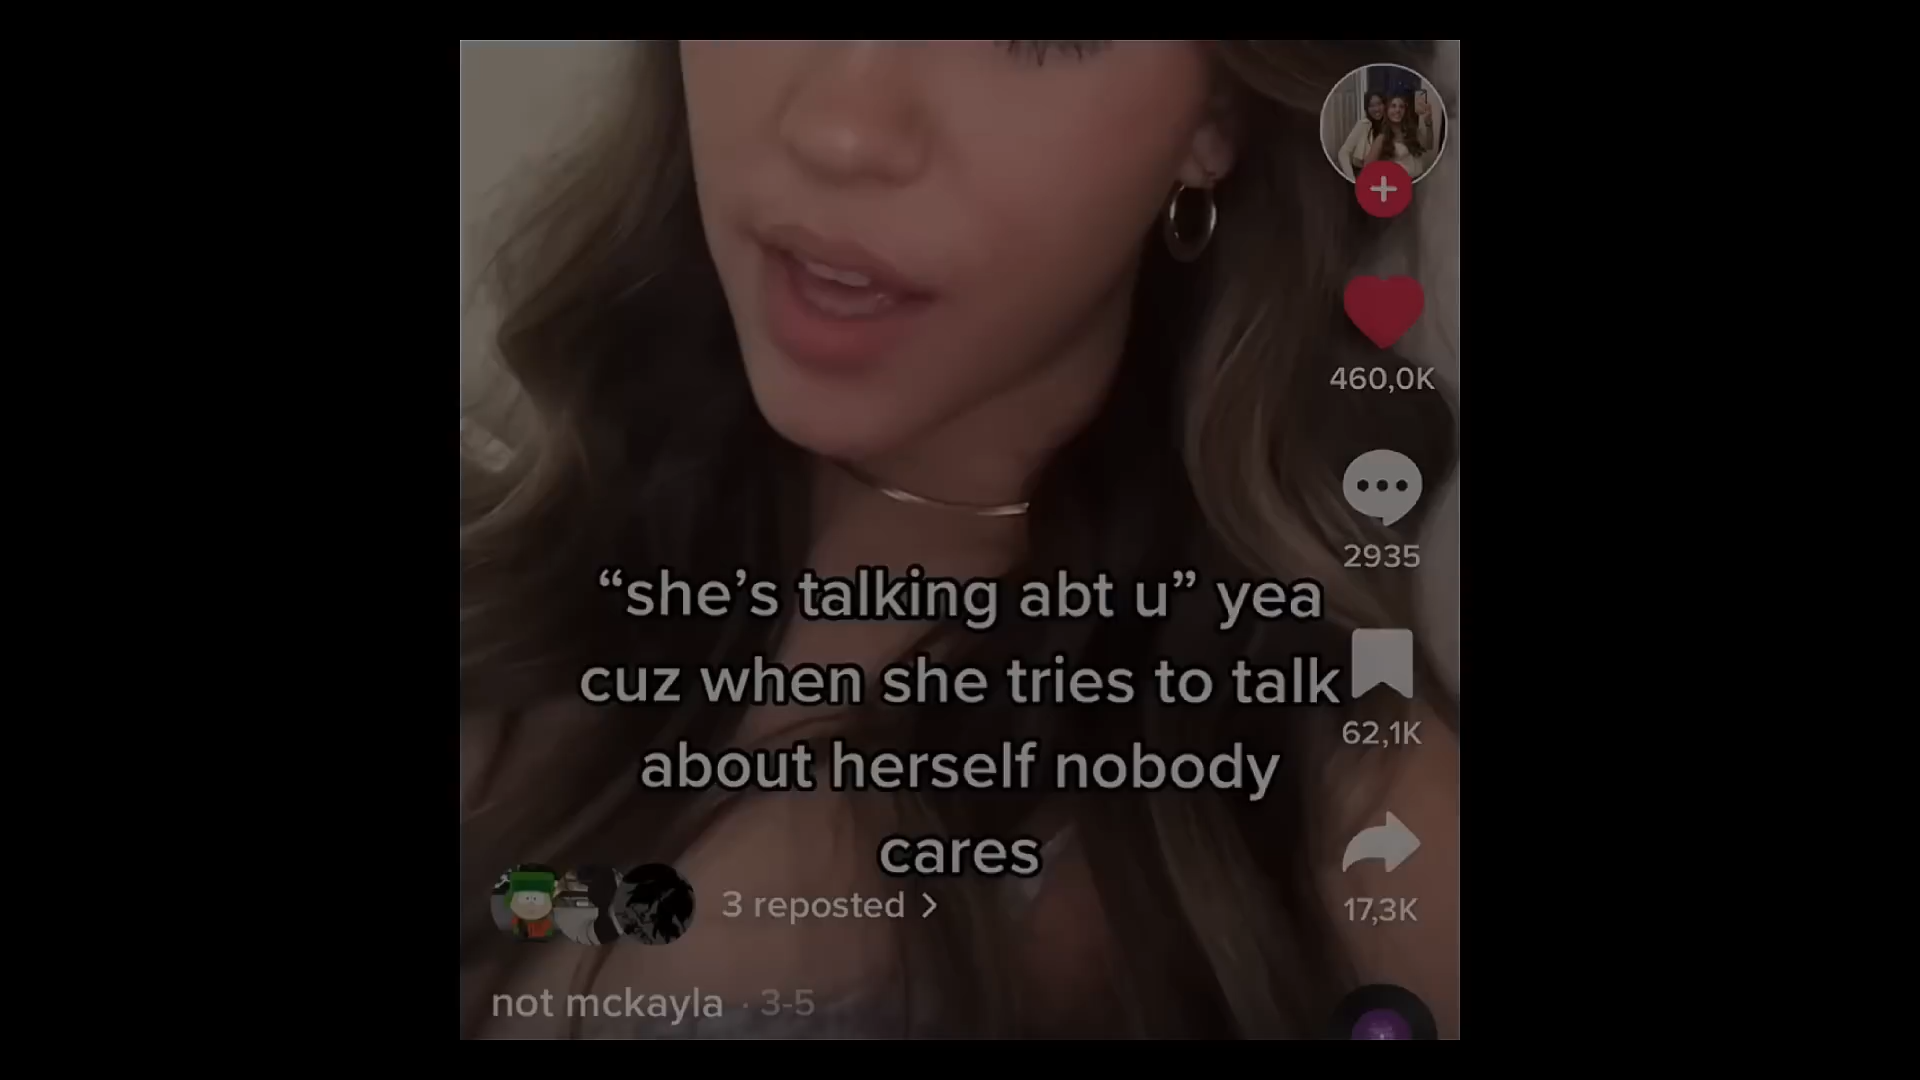 460,0K
2935
“she’s talking abt u” yea
cuz when she tries to talk
about herself nobody
cares
62,1K
3 reposted >
17,3K
not mckayla · 3-5